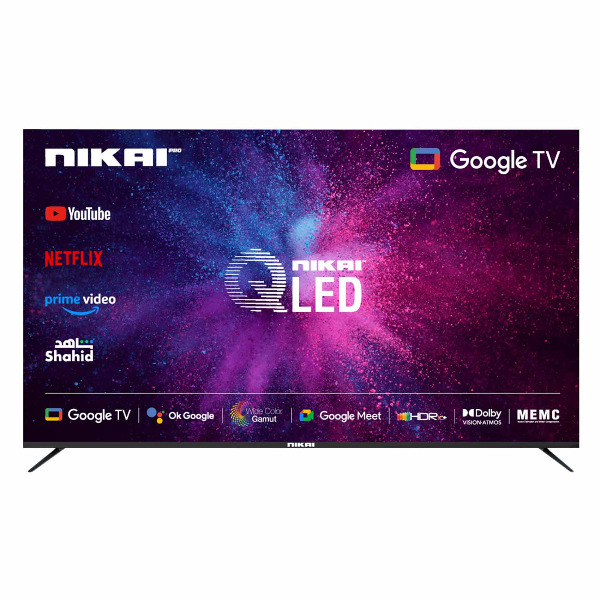 NIKAI PRO
Google TV
YouTube
NETFLIX
prime video
شاهد
Shahid
NIKAI
QLED
Google TV
Ok Google
Wide Color
Gamut
Google Meet
HDR
Dolby
VISION·ATMOS
MEMC
NIKAI